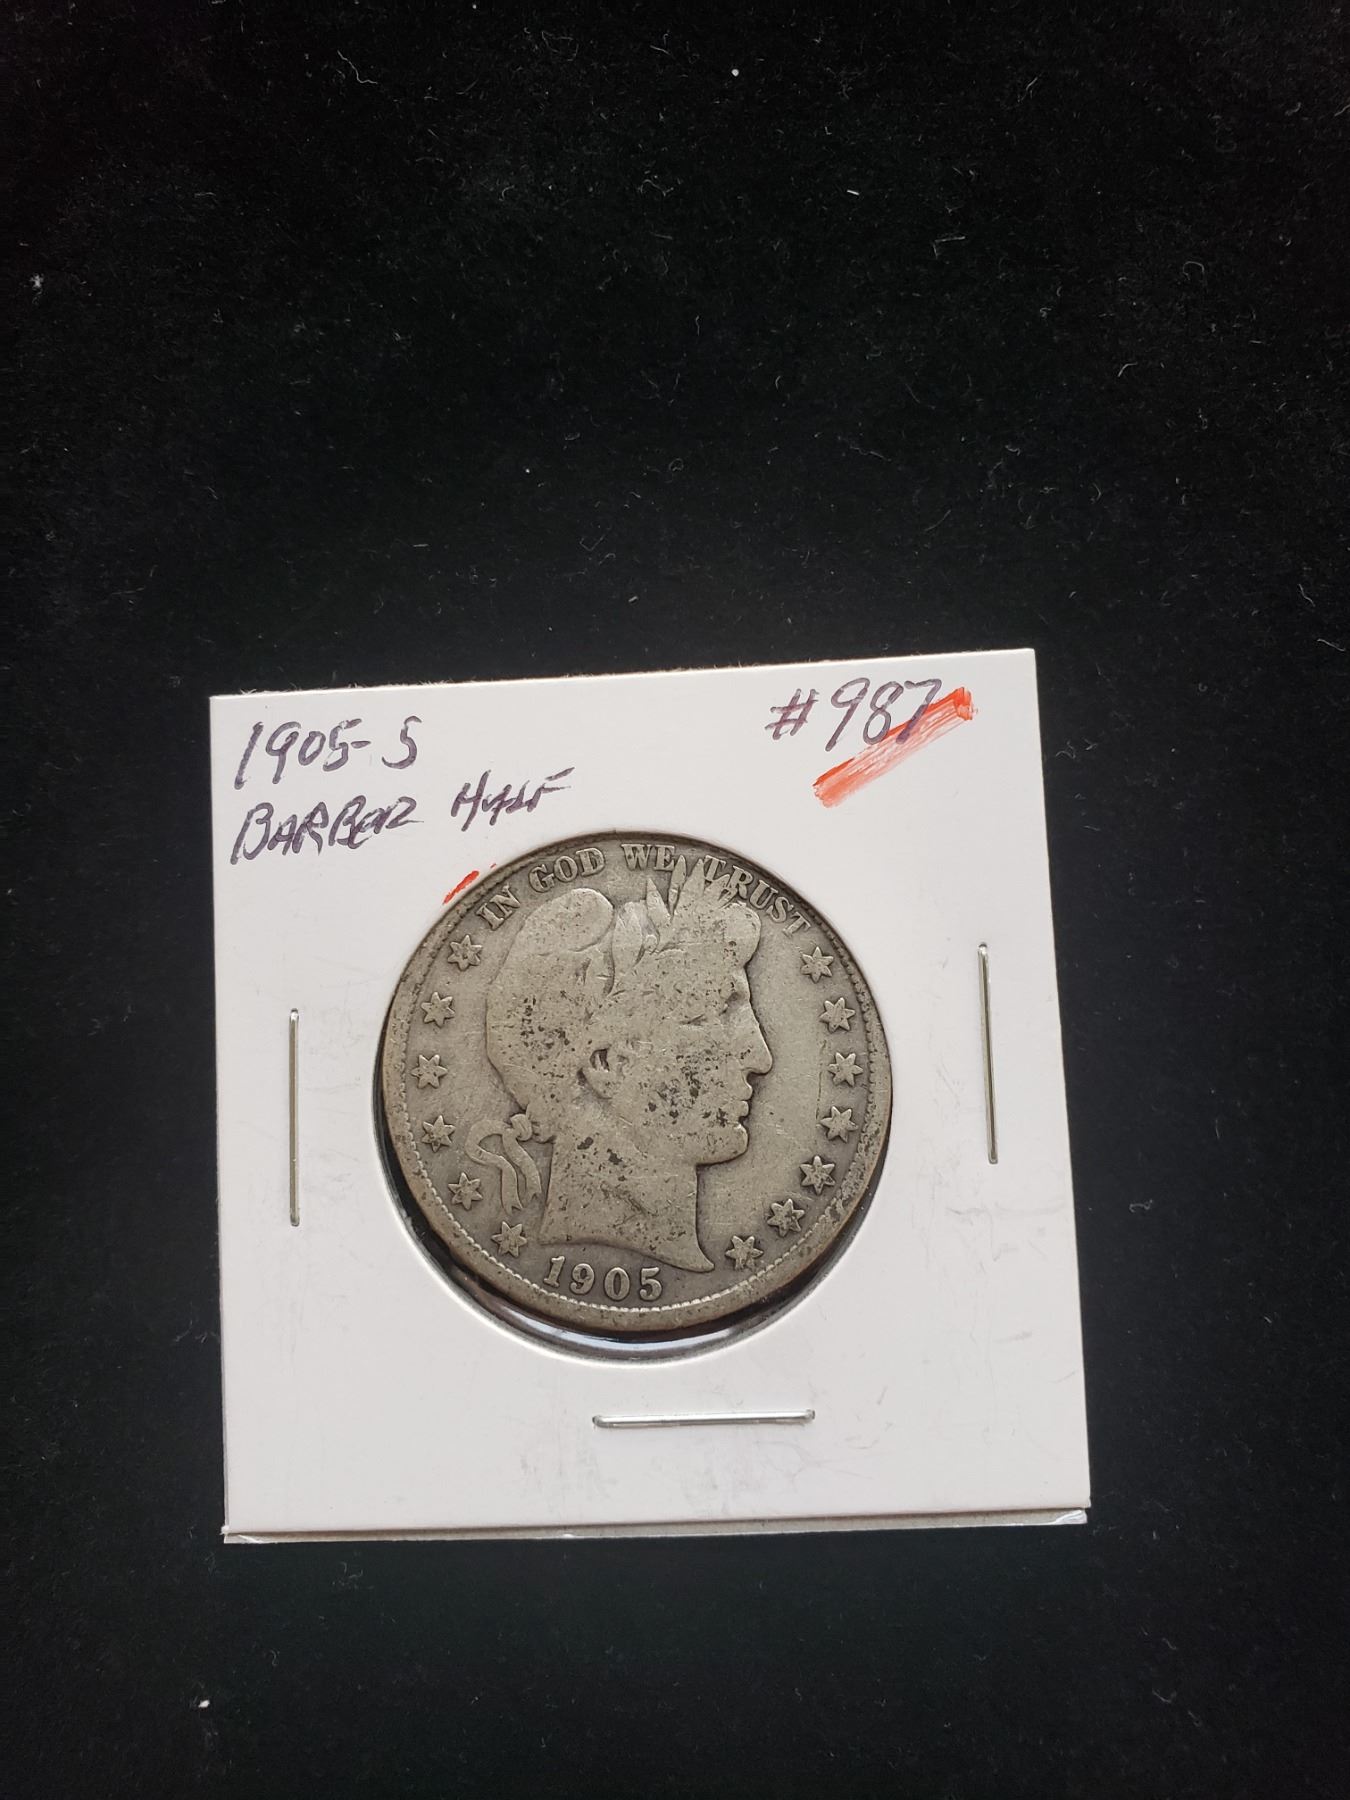 1905-S
#987
BARBER HALF
IN GOD WE TRUST
1905